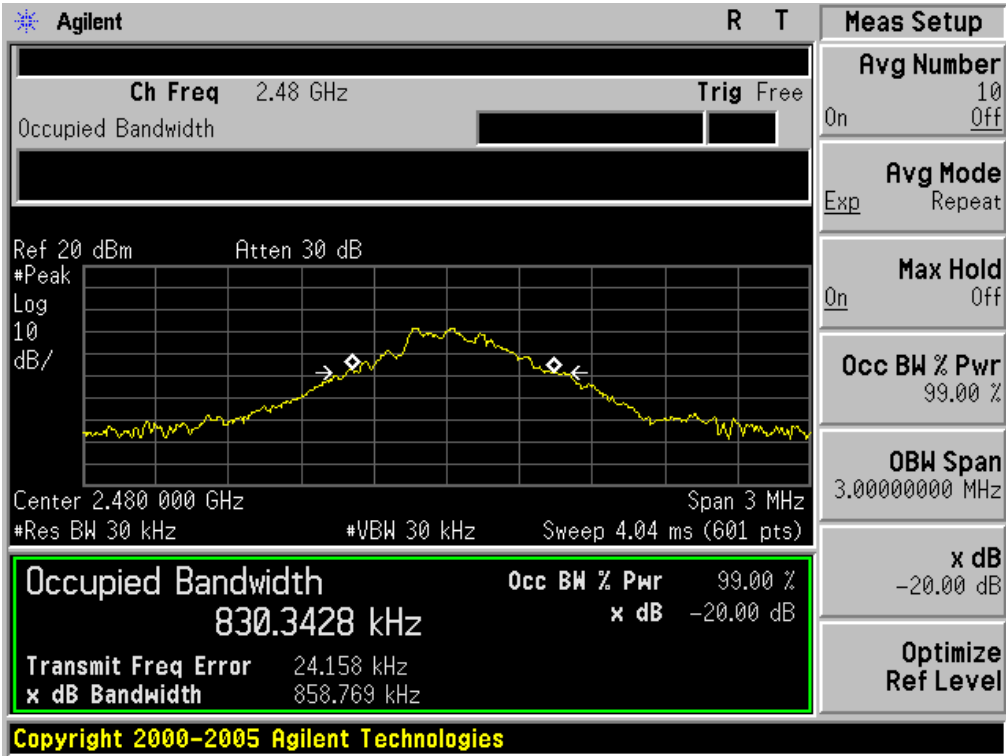 Agilent
R T
Meas Setup
Ch Freq 2.48 GHz
Trig Free
Occupied Bandwidth
Ref 20 dBm Atten 30 dB
#Peak
Log
10
dB/
Center 2.480 000 GHz Span 3 MHz
#Res BW 30 kHz #VBW 30 kHz Sweep 4.04 ms (601 pts)
Occupied Bandwidth
830.3428 kHz
Occ BW % Pwr 99.00 %
x dB -20.00 dB
Transmit Freq Error 24.158 kHz
x dB Bandwidth 858.769 kHz
Avg Number
10
On Off
Avg Mode
Exp Repeat
Max Hold
On Off
Occ BW % Pwr
99.00 %
OBW Span
3.00000000 MHz
x dB
-20.00 dB
Optimize
Ref Level
Copyright 2000-2005 Agilent Technologies